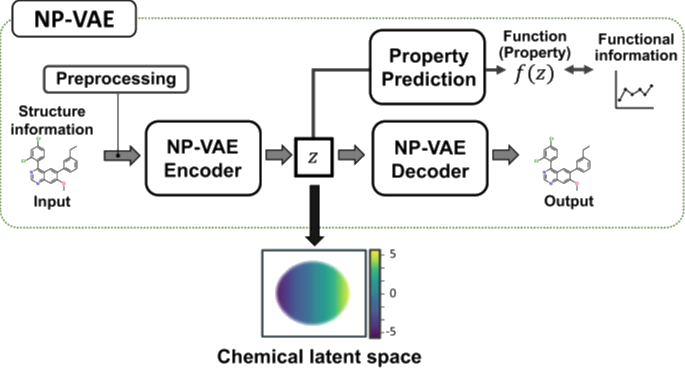 NP-VAE
Preprocessing
Structure
information
Input
NP-VAE
Encoder
z
Property
Prediction
Function
(Property)
f(z)
Functional
information
NP-VAE
Decoder
Output
5
0
-5
Chemical latent space